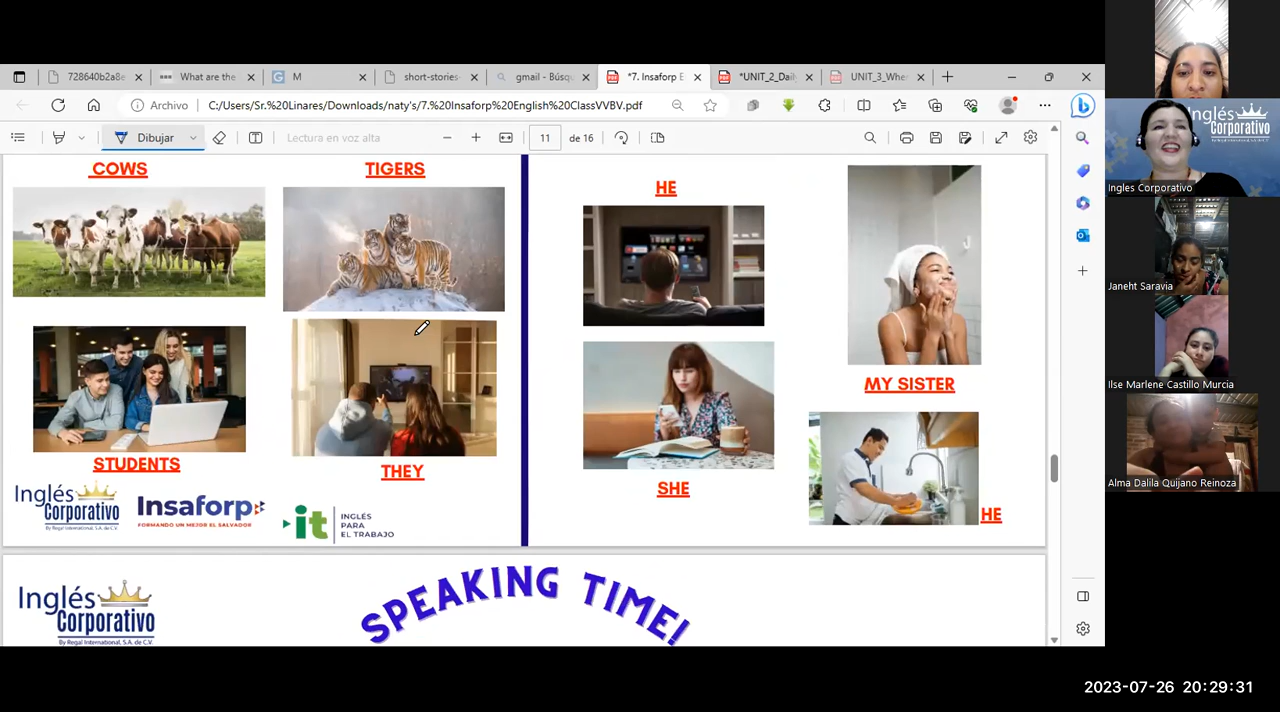 728640b2a8e
What are the
M
short-stories-
gmail - Búsq
*7. Insaforp E
*UNIT_2_Dail
UNIT_3_Whe
Archivo
C:/Users/Sr.%20Linares/Downloads/naty's/7.%20Insaforp%20English%20ClassVVBV.pdf
Dibujar
Lectura en voz alta
11
de 16
COWS
TIGERS
STUDENTS
THEY
HE
MY SISTER
SHE
HE
Inglés
Corporativo
By Regal International, S.A. de C.V.
Insaforp
FORMANDO UN MEJOR EL SALVADOR
it
INGLÉS
PARA
EL TRABAJO
Inglés
Corporativo
By Regal International, S.A. de C.V.
SPEAKING TIME!
Inglés
Corporativo
Ingles Corporativo
Janeht Saravia
Ilse Marlene Castillo Murcia
Alma Dalila Quijano Reinoza
2023-07-26 20:29:31